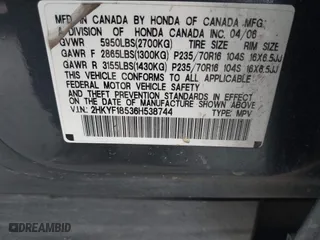 MFD. IN CANADA BY HONDA OF CANADA MFG.
A DIVISION OF HONDA CANADA INC. 04/06
GVWR 5950LBS(2700KG) TIRE SIZE RIM SIZE
GAWR F 2865LBS(1300KG) P235/70R16 104S 16X6.5JJ
GAWR R 3155LBS(1430KG) P235/70R16 104S 16X6.5JJ
THIS VEHICLE CONFORMS TO ALL APPLICABLE
FEDERAL MOTOR VEHICLE SAFETY AND
THEFT PREVENTION STANDARDS IN EFFECT
ON THE DATE OF MANUFACTURE SHOWN ABOVE.
V.I.N: 2HKYF18536H538744 TYPE: MPV
DREAMBID